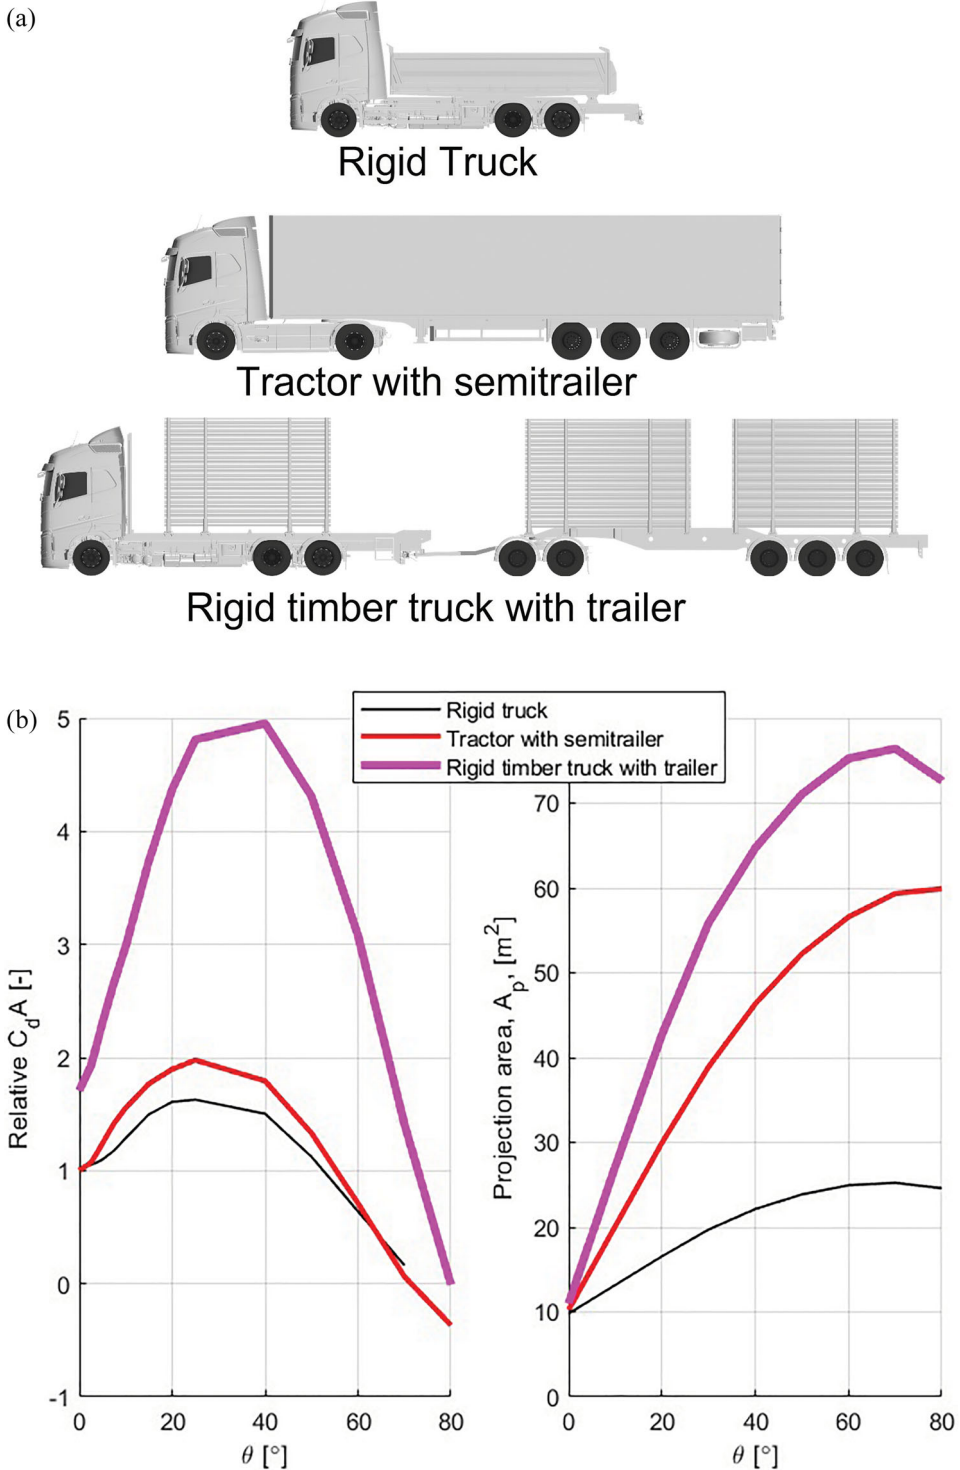 (a)
Rigid Truck
Tractor with semitrailer
Rigid timber truck with trailer
(b)
Rigid truck
Tractor with semitrailer
Rigid timber truck with trailer
5
4
3
2
1
0
-1
Relative C_dA [-]
0 20 40 60 80
θ [°]
70
60
50
40
30
20
10
0
Projection area, A_p, [m²]
0 20 40 60 80
θ [°]